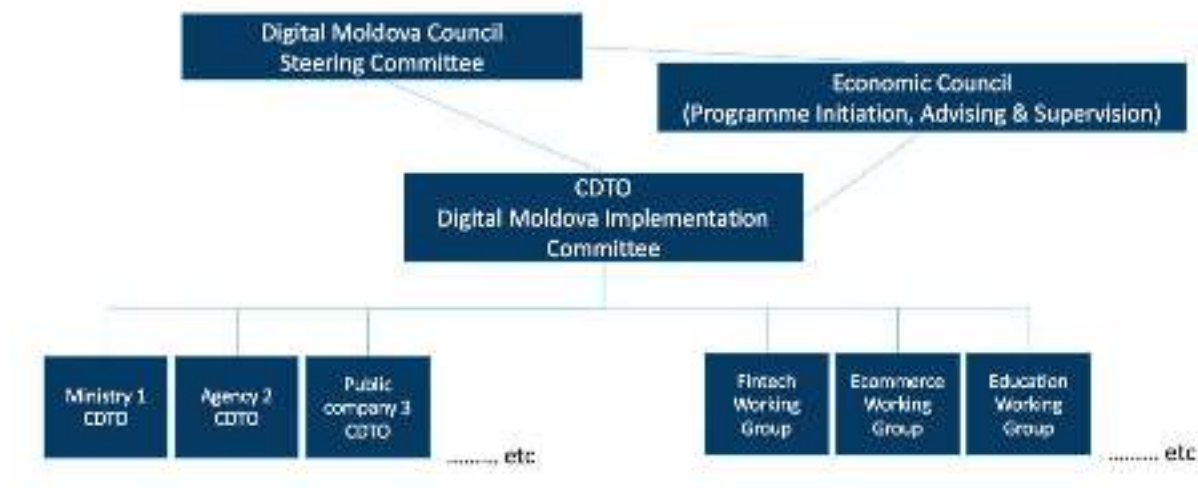 Digital Moldova Council
Steering Committee
Economic Council
(Programme Initiation, Advising & Supervision)
CDTO
Digital Moldova Implementation
Committee
Ministry 1
CDTO
Agency 2
CDTO
Public
company 3
CDTO
.......... etc
Fintech
Working
Group
Ecommerce
Working
Group
Education
Working
Group
.......... etc